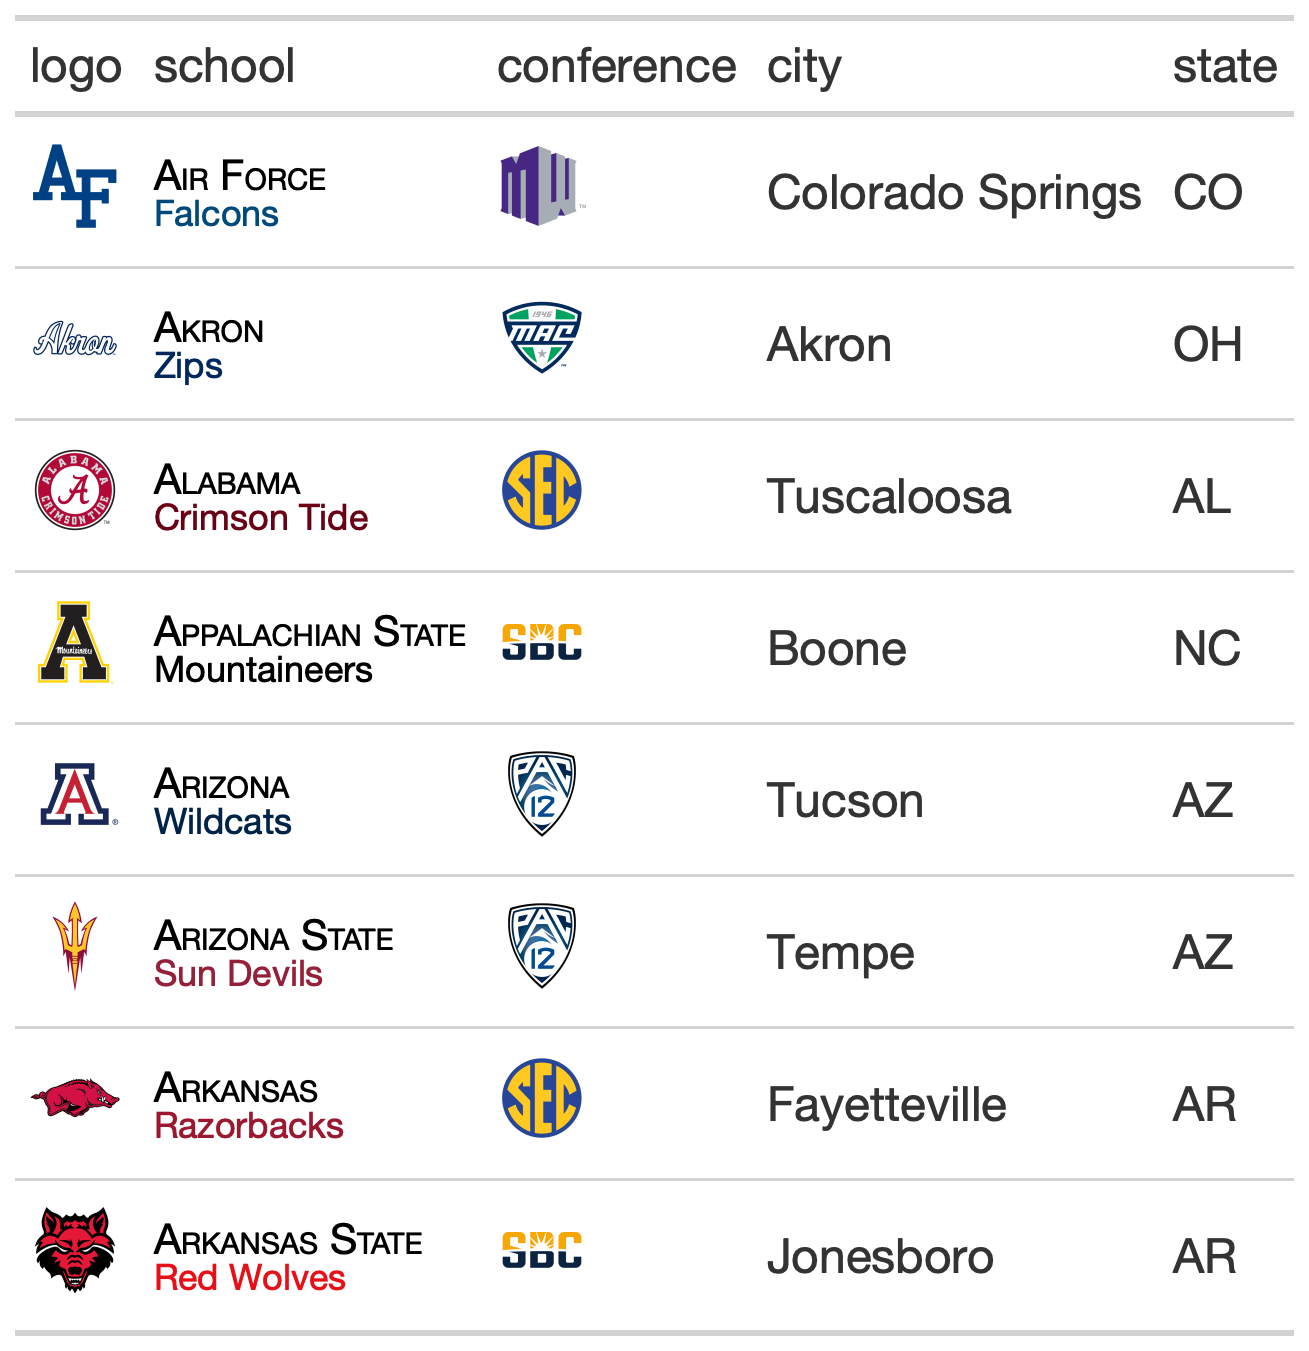 logo school conference city state
AF AIR FORCE MW ™ Colorado Springs CO
Falcons
Akron AKRON 1946 MAC ™ Akron OH
Zips
ALABAMA A CRIMSON TIDE ™ ALABAMA SEC Tuscaloosa AL
Crimson Tide
A Mountaineers APPALACHIAN STATE SBC Boone NC
Mountaineers
A ® ARIZONA PAC 12 Tucson AZ
Wildcats
ARIZONA STATE PAC 12 Tempe AZ
Sun Devils
ARKANSAS SEC Fayetteville AR
Razorbacks
ARKANSAS STATE SBC Jonesboro AR
Red Wolves